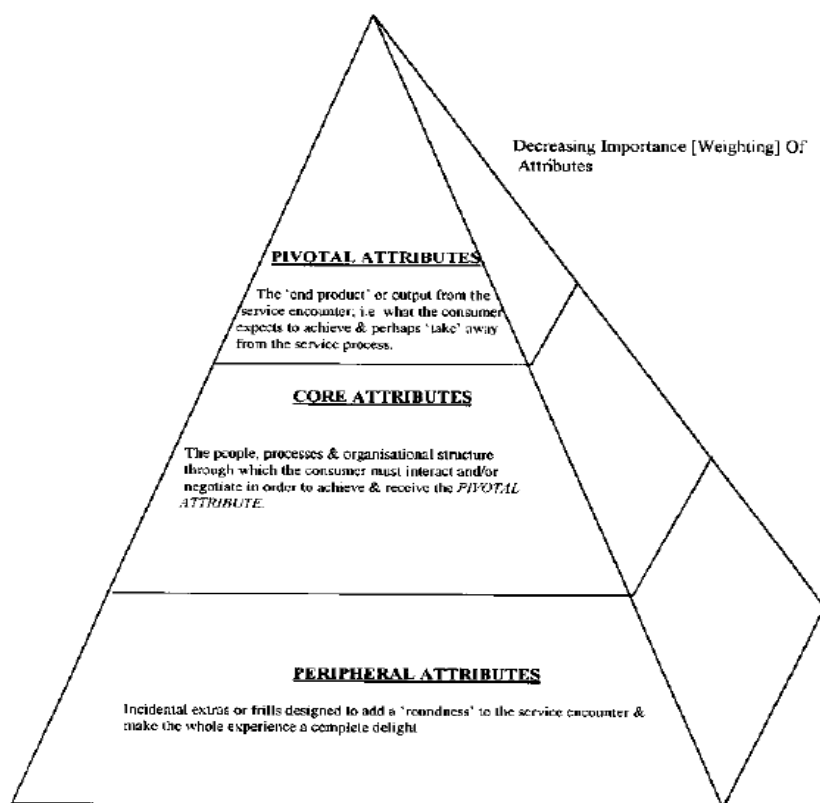 Decreasing Importance [Weighting] Of
Attributes
PIVOTAL ATTRIBUTES
The 'end product' or output from the
service encounter; i.e what the consumer
expects to achieve & perhaps 'take' away
from the service process.
CORE ATTRIBUTES
The people, processes & organisational structure
through which the consumer must interact and/or
negotiate in order to achieve & receive the PIVOTAL
ATTRIBUTE.
PERIPHERAL ATTRIBUTES
Incidental extras or frills designed to add a 'roundness' to the service encounter &
make the whole experience a complete delight